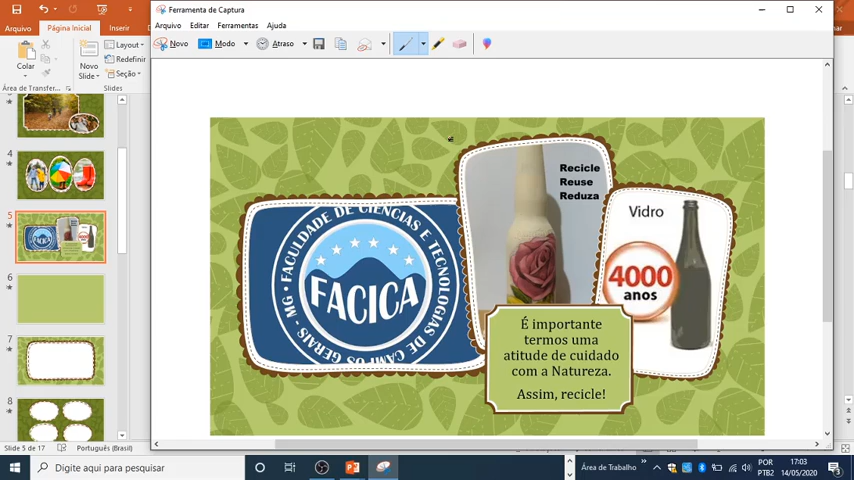 Ferramenta de Captura
Arquivo Editar Ferramentas Ajuda
Novo Modo Atraso
Arquivo Página Inicial Inserir
Colar
Novo
Slide
Layout
Redefinir
Seção
Área de Transfer...
Slides
4
5
6
7
8
FACULDADE DE CIÊNCIAS E TECNOLOGIAS DE CAMPOS GERAIS - MG
FACICA
Recicle
Reuse
Reduza
Vidro
4000
anos
É importante
termos uma
atitude de cuidado
com a Natureza.
Assim, recicle!
Slide 5 de 17 Português (Brasil)
Digite aqui para pesquisar
Área de Trabalho
POR
PTB2
17:03
14/05/2020
3